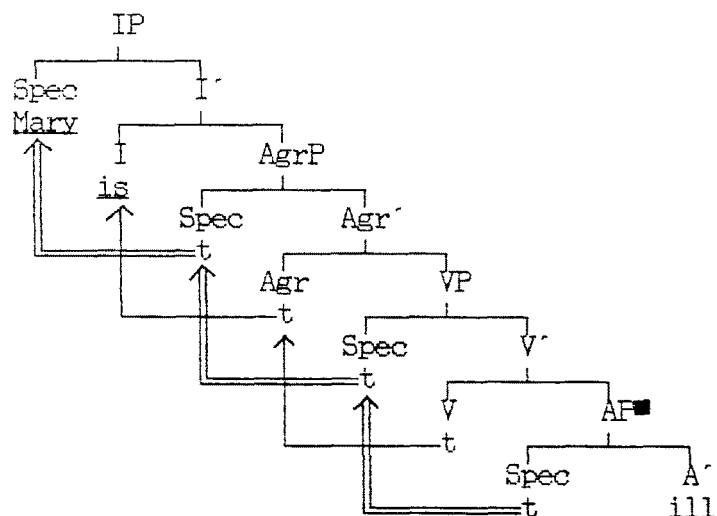 IP
Spec I´
Mary
I AgrP
is
Spec Agr´
t
Agr VP
t
Spec V´
t
V AP
t
Spec A´
t ill